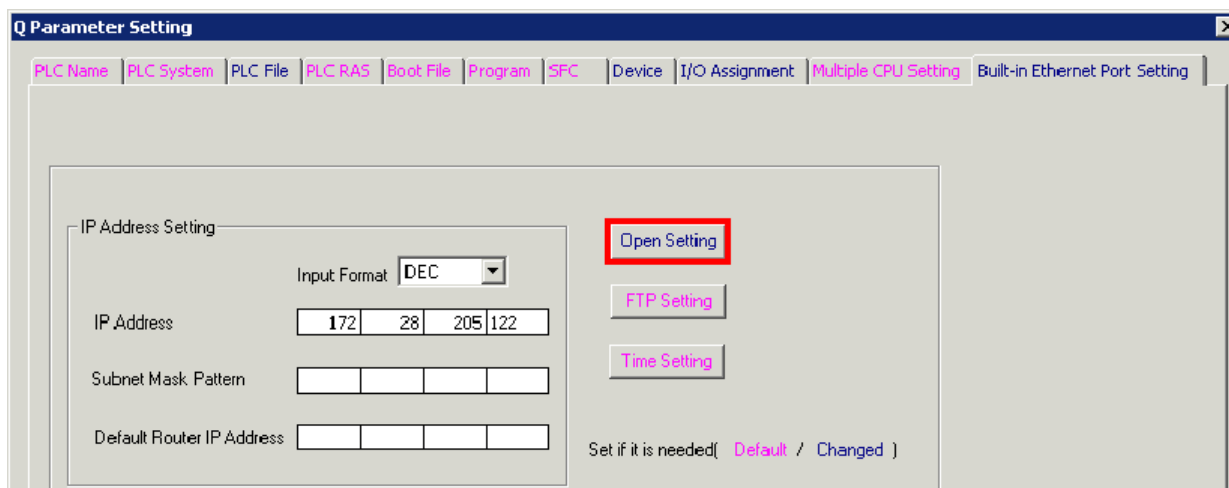 Q Parameter Setting
PLC Name PLC System PLC File PLC RAS Boot File Program SFC Device I/O Assignment Multiple CPU Setting Built-in Ethernet Port Setting
IP Address Setting
Input Format DEC
IP Address 172 28 205 122
Subnet Mask Pattern
Default Router IP Address
Open Setting
FTP Setting
Time Setting
Set if it is needed( Default / Changed )